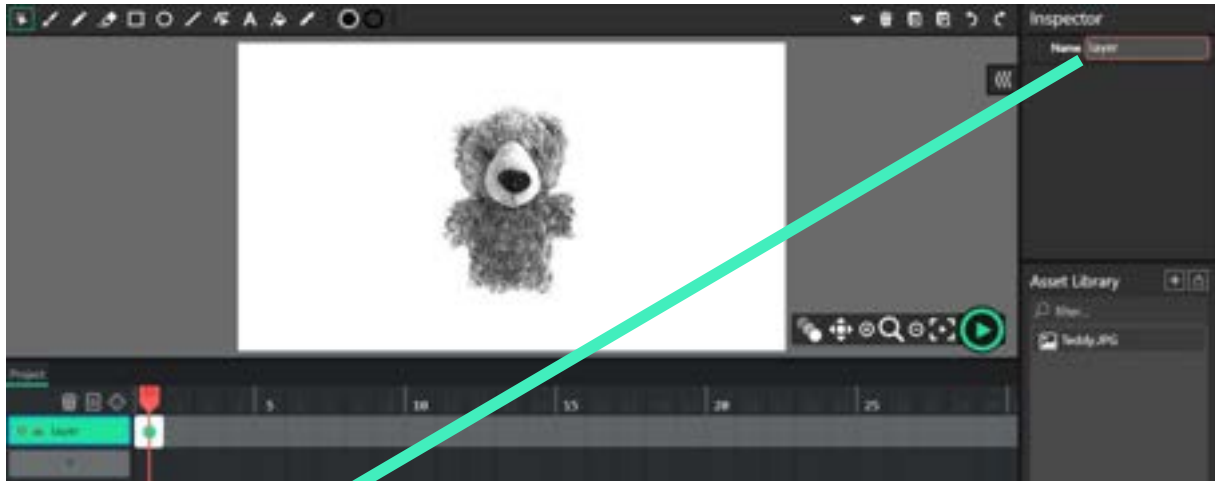 A
Inspector
Name layer
Asset Library
filter...
Teddy.JPG
Project
5 10 15 20 25
layer